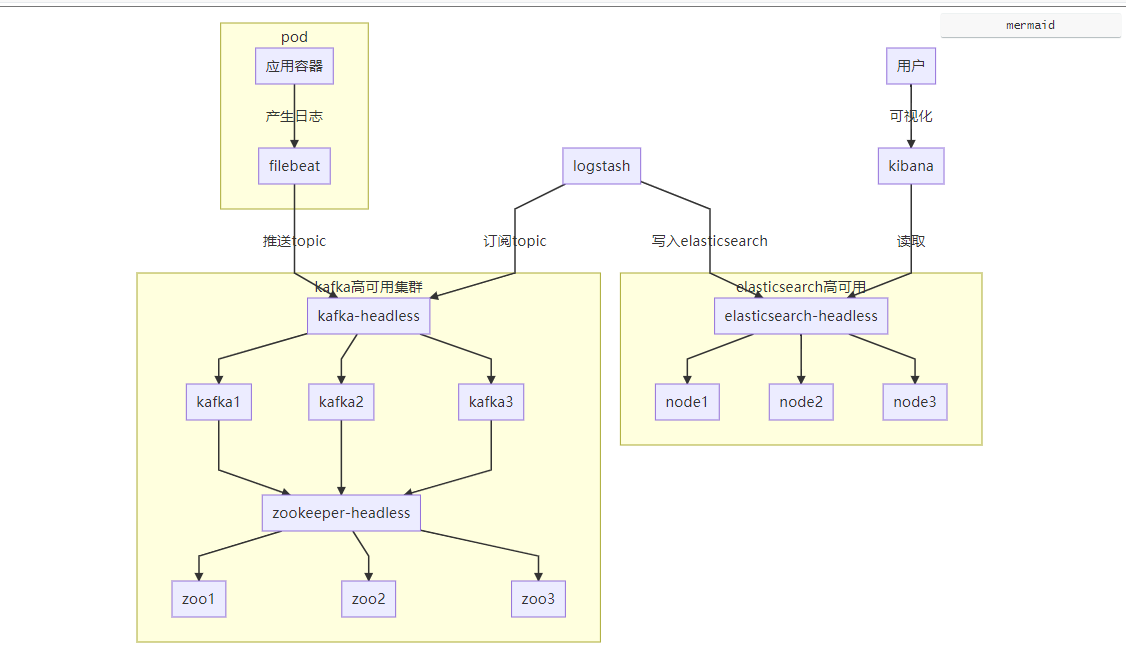 mermaid
pod
应用容器
用户
产生日志
可视化
filebeat
logstash
kibana
推送topic
订阅topic
写入elasticsearch
读取
kafka高可用集群
elasticsearch高可用
kafka-headless
elasticsearch-headless
kafka1
kafka2
kafka3
node1
node2
node3
zookeeper-headless
zoo1
zoo2
zoo3